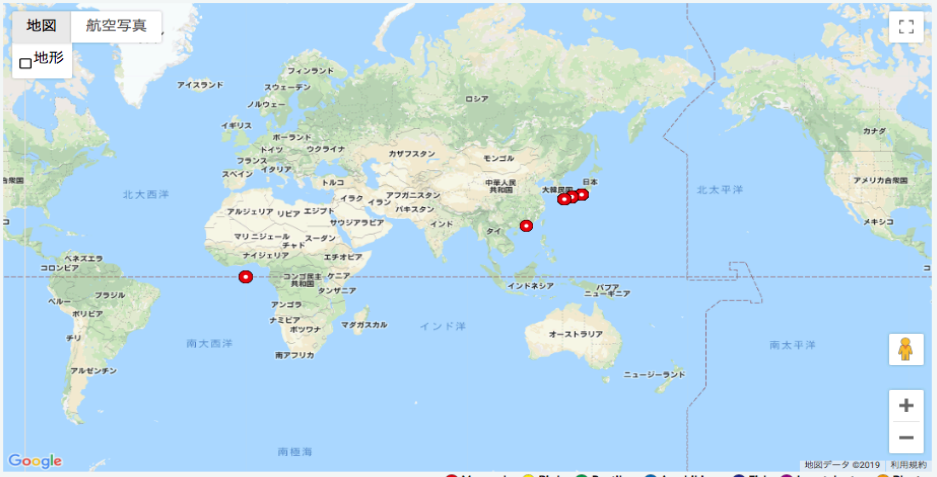 地図 航空写真
地形
アイスランド
フィンランド
スウェーデン
ノルウェー
ロシア
イギリス
ポーランド
ドイツ
ウクライナ
フランス
スペイン
イタリア
カザフスタン
モンゴル
カナダ
合衆国
アメリカ合衆国
北大西洋
トルコ
イラク
イラン
アフガニスタン
パキスタン
中華人民
共和国
大韓民国
日本
北太平洋
アルジェリア
リビア
エジプト
サウジアラビア
インド
メキシコ
コ
マリ
ニジェール
チャド
スーダン
タイ
ナイジェリア
エチオピア
ベネズエラ
コロンビア
コンゴ民主
共和国
ケニア
タンザニア
インドネシア
パプア
ニューギニア
ペルー
ブラジル
ボリビア
アンゴラ
ナミビア
ボツワナ
マダガスカル
インド洋
オーストラリア
チリ
南大西洋
南アフリカ
南太平洋
アルゼンチン
ニュージーランド
南極海
Google
地図データ ©2019 利用規約